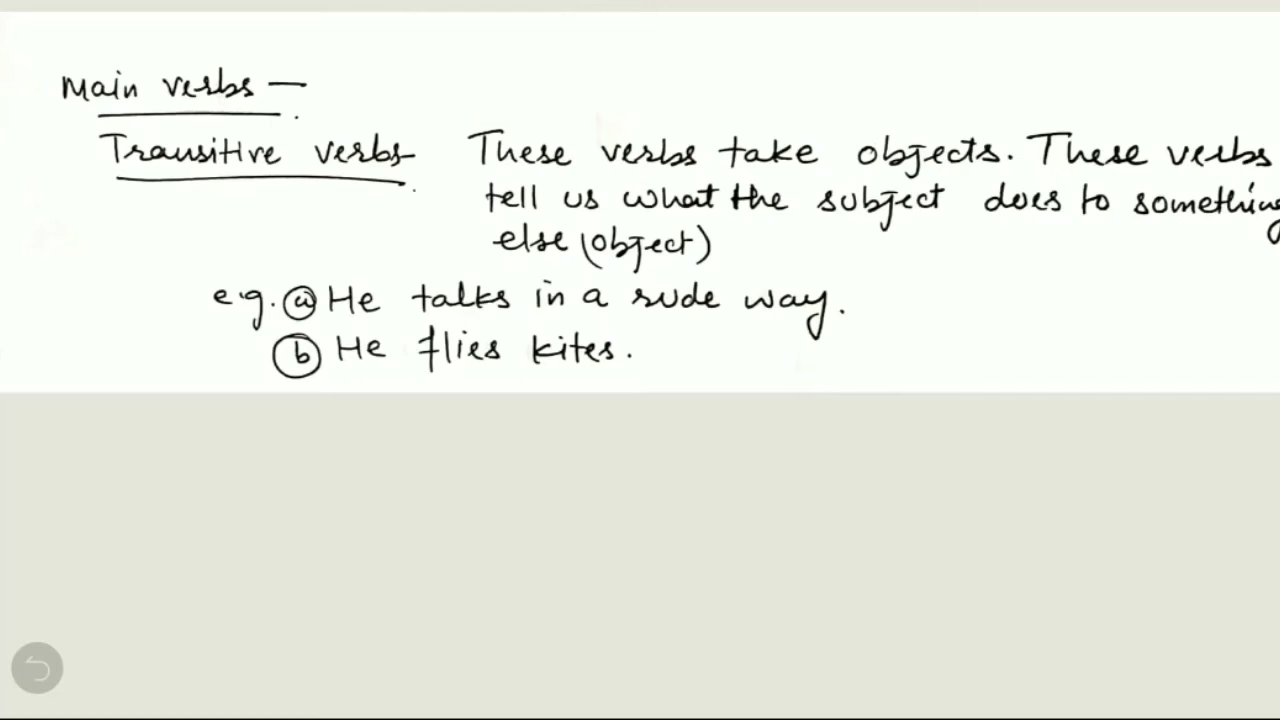 Main verbs —
Transitive verbs These verbs take objects. These verbs
tell us what the subject does to something
else (object)
e.g. (a) He talks in a rude way.
(b) He flies kites.